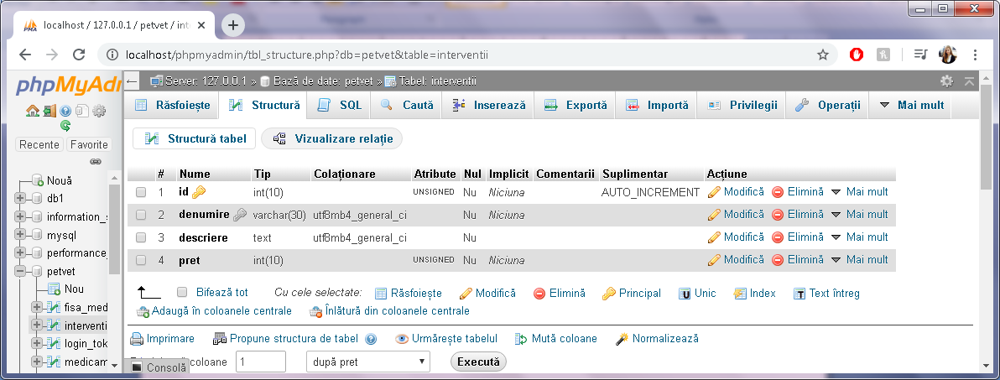 localhost / 127.0.0.1 / petvet / int
localhost/phpmyadmin/tbl_structure.php?db=petvet&table=interventii
phpMyAdm
Server: 127.0.0.1 » Bază de date: petvet » Tabel: interventii
Răsfoiește Structură SQL Caută Inserează Exportă Importă Privilegii Operații Mai mult
Recente Favorite
Structură tabel Vizualizare relație
Nouă
db1
information_s
mysql
performance_
petvet
Nou
fisa_med
interventi
login_tok
medicam
# Nume Tip Colaționare Atribute Nul Implicit Comentarii Suplimentar Acțiune
1 id int(10) UNSIGNED Nu Niciuna AUTO_INCREMENT Modifică Elimină Mai mult
2 denumire varchar(30) utf8mb4_general_ci Nu Niciuna Modifică Elimină Mai mult
3 descriere text utf8mb4_general_ci Nu Modifică Elimină Mai mult
4 pret int(10) UNSIGNED Nu Niciuna Modifică Elimină Mai mult
Bifează tot Cu cele selectate: Răsfoiește Modifică Elimină Principal Unic Index Text întreg
Adaugă în coloanele centrale Înlătură din coloanele centrale
Imprimare Propune structura de tabel Urmărește tabelul Mută coloane Normalizează
coloane 1 după pret Execută
Consolă